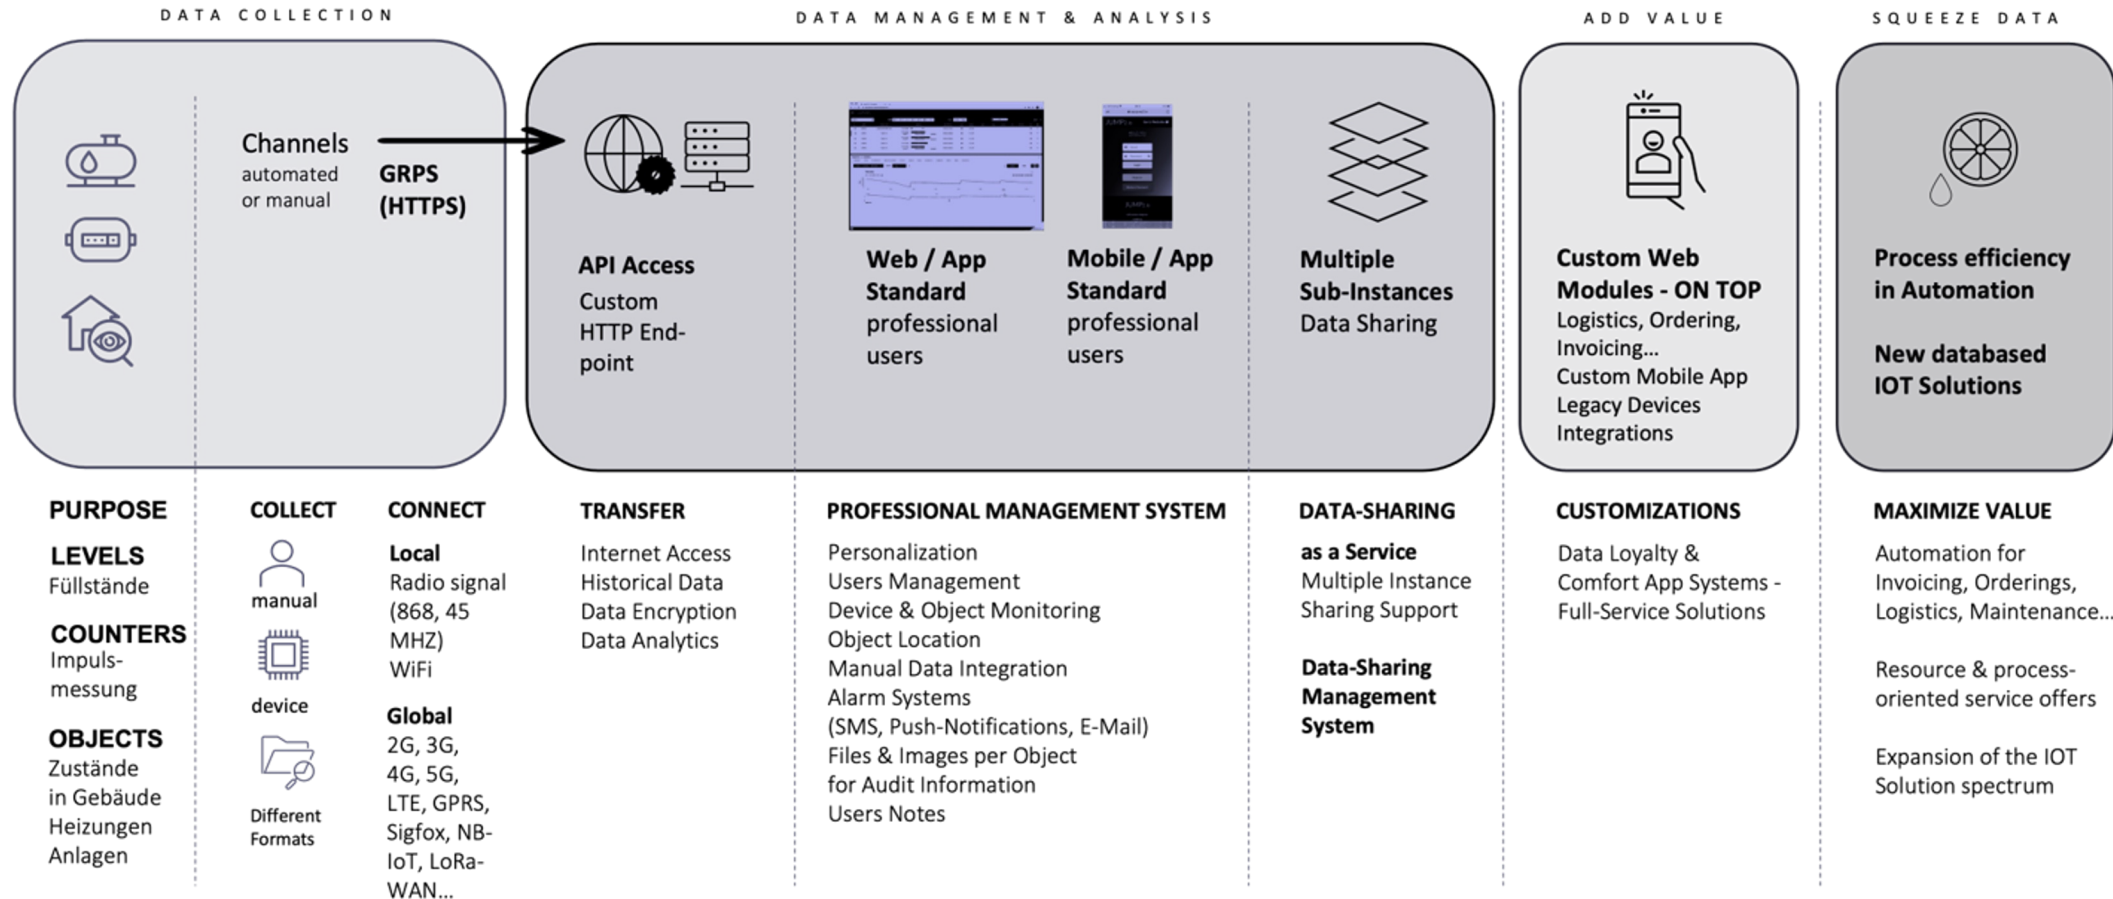 DATA COLLECTION
DATA MANAGEMENT & ANALYSIS
ADD VALUE
SQUEEZE DATA
Channels
automated
or manual
GRPS
(HTTPS)
API Access
Custom
HTTP End-
point
Web / App
Standard
professional
users
Mobile / App
Standard
professional
users
Multiple
Sub-Instances
Data Sharing
Custom Web
Modules - ON TOP
Logistics, Ordering,
Invoicing...
Custom Mobile App
Legacy Devices
Integrations
Process efficiency
in Automation
New databased
IOT Solutions
PURPOSE
LEVELS
Füllstände
COUNTERS
Impuls-
messung
OBJECTS
Zustände
in Gebäude
Heizungen
Anlagen
COLLECT
manual
device
Different
Formats
CONNECT
Local
Radio signal
(868, 45
MHZ)
WiFi
Global
2G, 3G,
4G, 5G,
LTE, GPRS,
Sigfox, NB-
IoT, LoRa-
WAN...
TRANSFER
Internet Access
Historical Data
Data Encryption
Data Analytics
PROFESSIONAL MANAGEMENT SYSTEM
Personalization
Users Management
Device & Object Monitoring
Object Location
Manual Data Integration
Alarm Systems
(SMS, Push-Notifications, E-Mail)
Files & Images per Object
for Audit Information
Users Notes
DATA-SHARING
as a Service
Multiple Instance
Sharing Support
Data-Sharing
Management
System
CUSTOMIZATIONS
Data Loyalty &
Comfort App Systems -
Full-Service Solutions
MAXIMIZE VALUE
Automation for
Invoicing, Orderings,
Logistics, Maintenance...
Resource & process-
oriented service offers
Expansion of the IOT
Solution spectrum